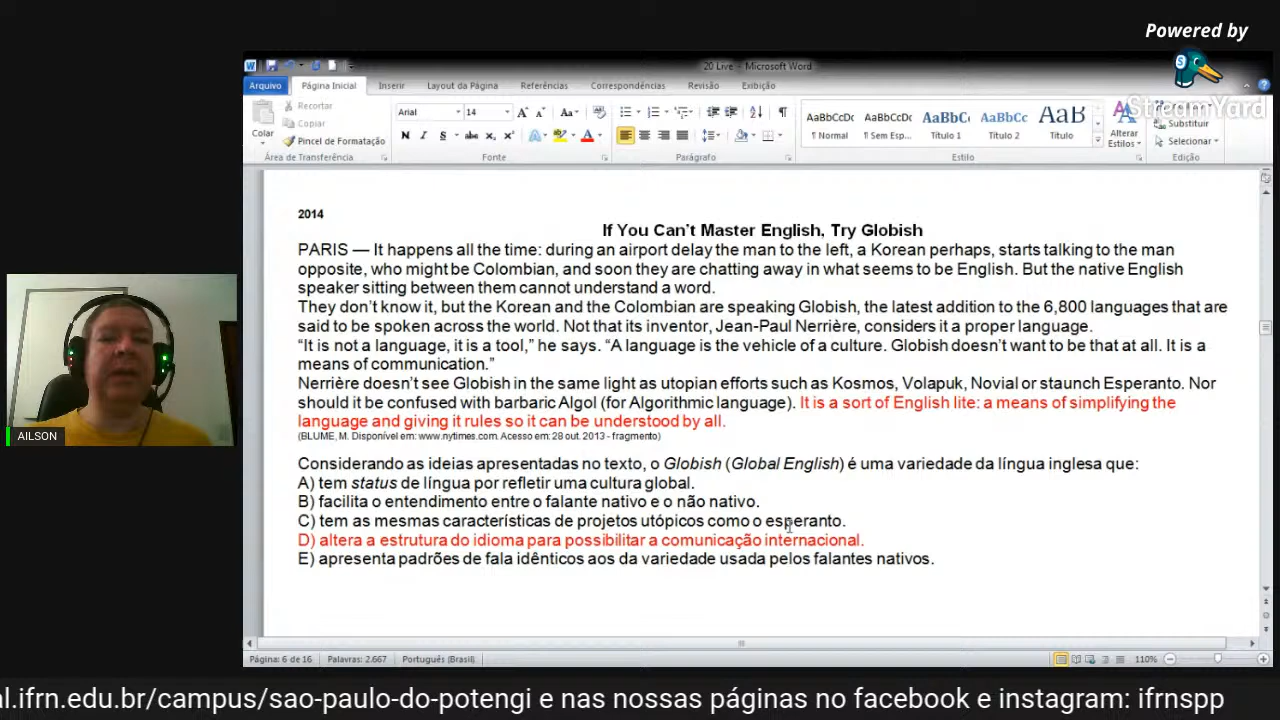 Powered by
StreamYard
20 Live - Microsoft Word
Arquivo Página Inicial Inserir Layout da Página Referências Correspondências Revisão Exibição
Colar
Recortar
Copiar
Pincel de Formatação
Área de Transferência
Arial 14
Fonte
Parágrafo
AaBbCcDc AaBbCcDc AaBbC AaBbCc AaB
¶ Normal ¶ Sem Esp... Título 1 Título 2 Título
Alterar
Estilos
Estilo
Substituir
Selecionar
Edição
2014
If You Can't Master English, Try Globish
PARIS — It happens all the time: during an airport delay the man to the left, a Korean perhaps, starts talking to the man
opposite, who might be Colombian, and soon they are chatting away in what seems to be English. But the native English
speaker sitting between them cannot understand a word.
They don't know it, but the Korean and the Colombian are speaking Globish, the latest addition to the 6,800 languages that are
said to be spoken across the world. Not that its inventor, Jean-Paul Nerrière, considers it a proper language.
“It is not a language, it is a tool,” he says. “A language is the vehicle of a culture. Globish doesn't want to be that at all. It is a
means of communication.”
Nerrière doesn't see Globish in the same light as utopian efforts such as Kosmos, Volapuk, Novial or staunch Esperanto. Nor
should it be confused with barbaric Algol (for Algorithmic language). It is a sort of English lite: a means of simplifying the
language and giving it rules so it can be understood by all.
(BLUME, M. Disponível em: www.nytimes.com. Acesso em: 28 out. 2013 - fragmento)
Considerando as ideias apresentadas no texto, o Globish (Global English) é uma variedade da língua inglesa que:
A) tem status de língua por refletir uma cultura global.
B) facilita o entendimento entre o falante nativo e o não nativo.
C) tem as mesmas características de projetos utópicos como o esperanto.
D) altera a estrutura do idioma para possibilitar a comunicação internacional.
E) apresenta padrões de fala idênticos aos da variedade usada pelos falantes nativos.
AILSON
Página: 6 de 16 Palavras: 2.667 Português (Brasil) 110%
al.ifrn.edu.br/campus/sao-paulo-do-potengi e nas nossas páginas no facebook e instagram: ifrnspp